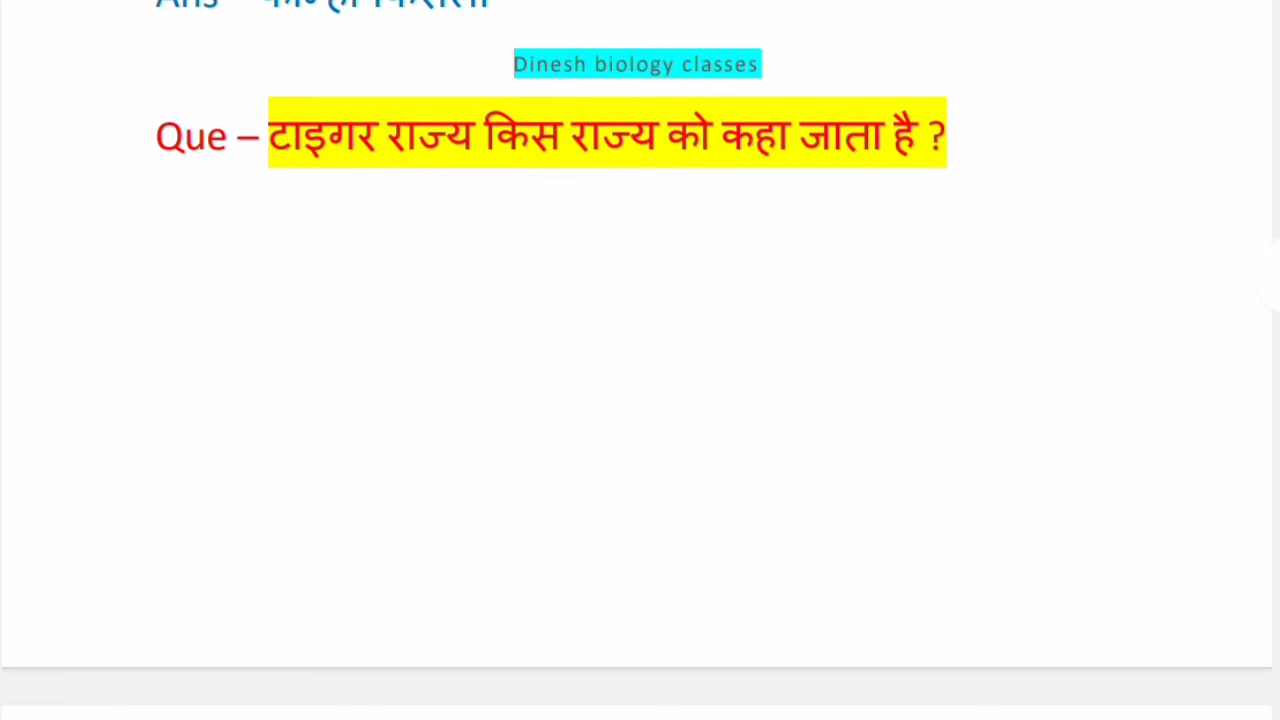 Dinesh biology classes
Que – टाइगर राज्य किस राज्य को कहा जाता है ?